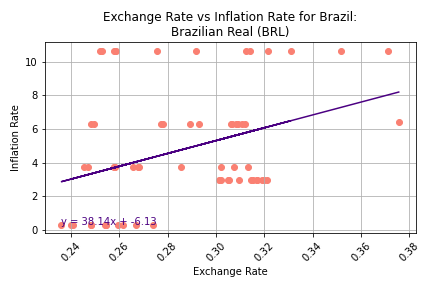 Exchange Rate vs Inflation Rate for Brazil:
Brazilian Real (BRL)
Inflation Rate
10
8
6
4
2
0
y = 38.14x + -6.13
0.24
0.26
0.28
0.30
0.32
0.34
0.36
0.38
Exchange Rate